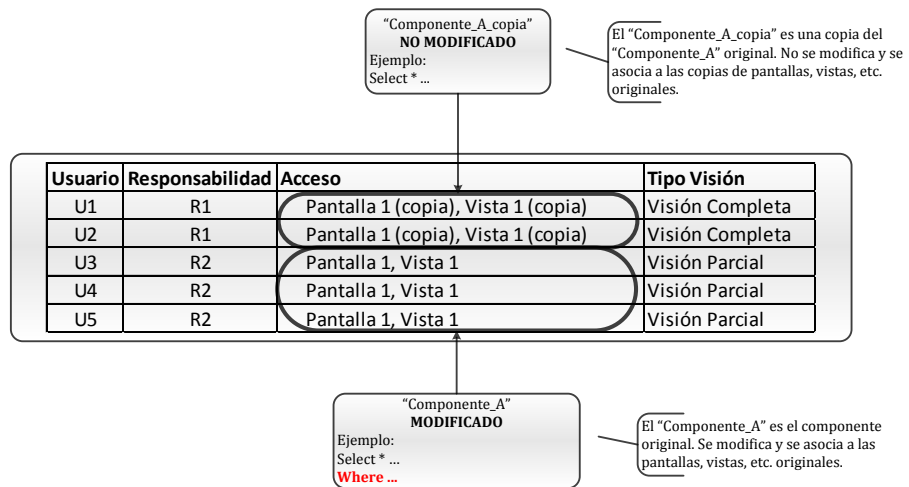 “Componente_A_copia”
NO MODIFICADO
Ejemplo:
Select * ...
El “Componente_A_copia” es una copia del
“Componente_A” original. No se modifica y se
asocia a las copias de pantallas, vistas, etc.
originales.
Usuario Responsabilidad Acceso Tipo Visión
U1 R1 Pantalla 1 (copia), Vista 1 (copia) Visión Completa
U2 R1 Pantalla 1 (copia), Vista 1 (copia) Visión Completa
U3 R2 Pantalla 1, Vista 1 Visión Parcial
U4 R2 Pantalla 1, Vista 1 Visión Parcial
U5 R2 Pantalla 1, Vista 1 Visión Parcial
“Componente_A”
MODIFICADO
Ejemplo:
Select * ...
Where ...
El “Componente_A” es el componente
original. Se modifica y se asocia a las
pantallas, vistas, etc. originales.